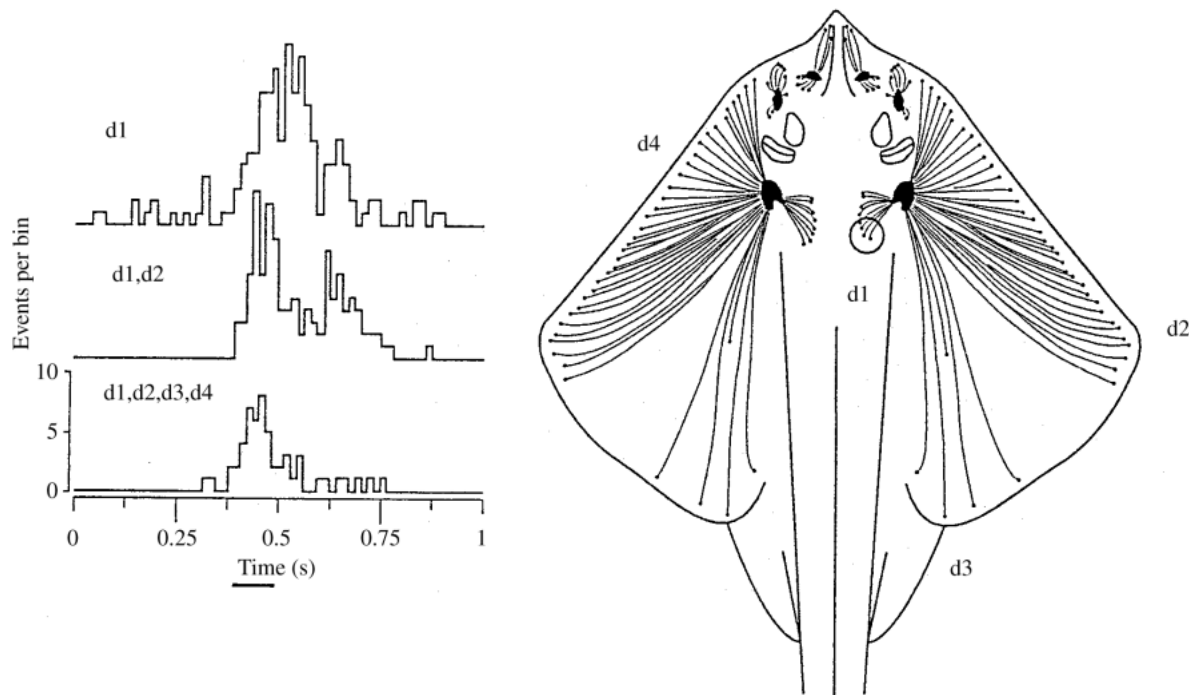 d1
d1,d2
d1,d2,d3,d4
Events per bin
10
5
0
0 0.25 0.5 0.75 1
Time (s)
d4
d1
d2
d3